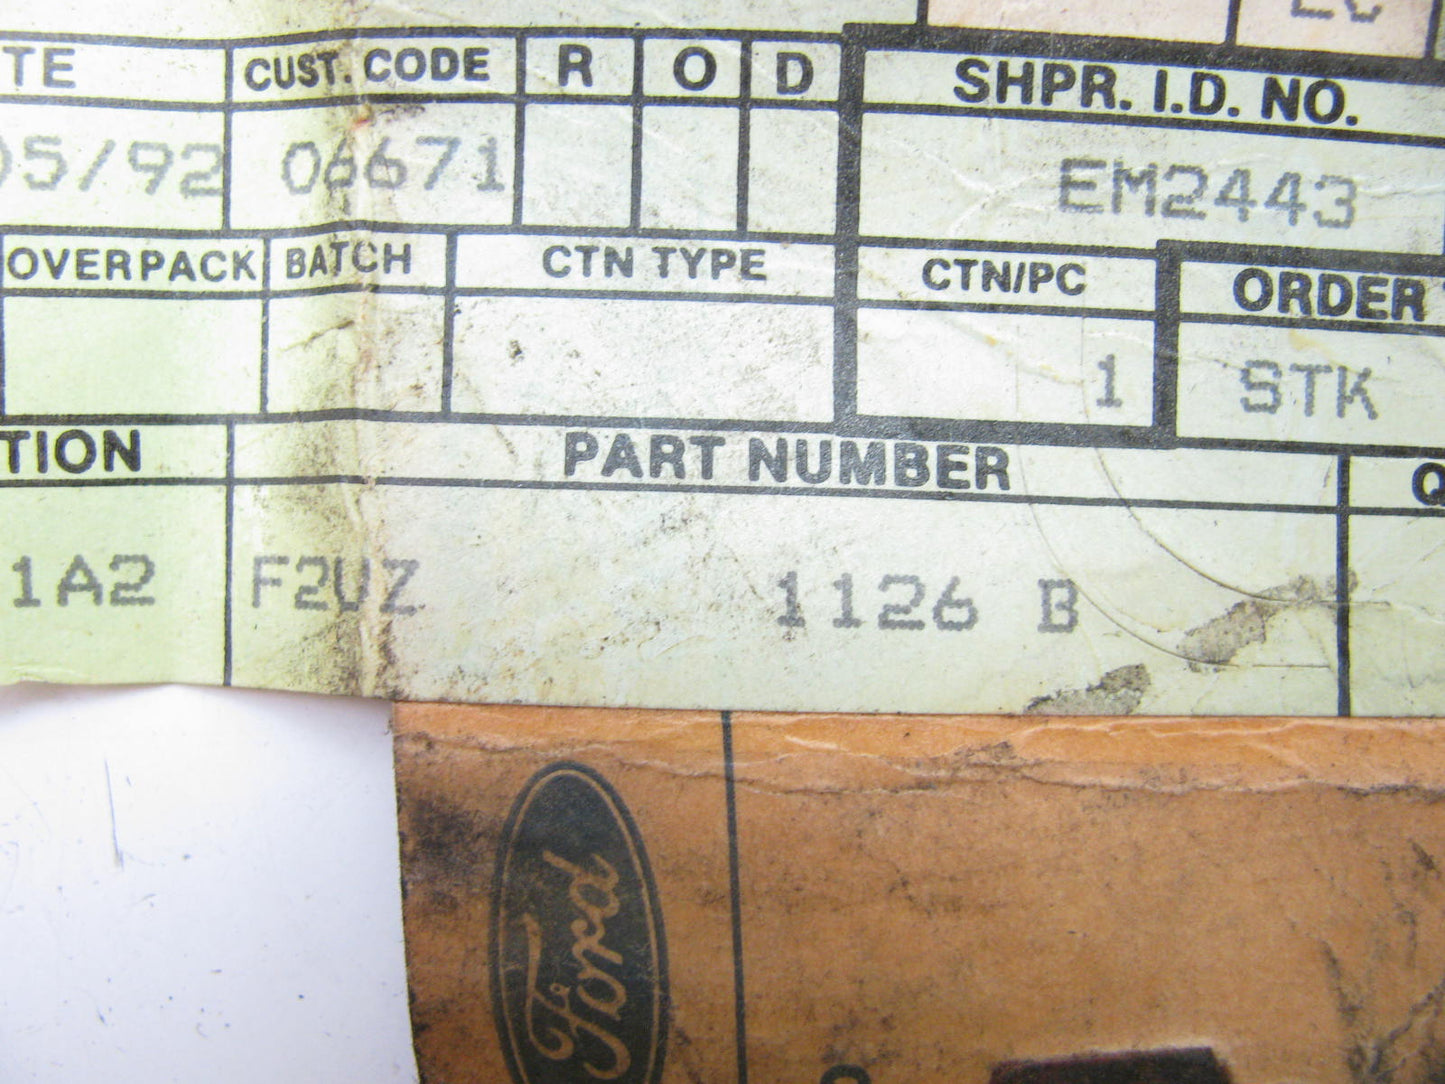 TE CUST. CODE R O D SHPR. I.D. NO.
05/92 06671 EM2443
OVERPACK BATCH CTN TYPE CTN/PC ORDER
1 STK
TION PART NUMBER Q
1A2 F2UZ 1126 B
Ford